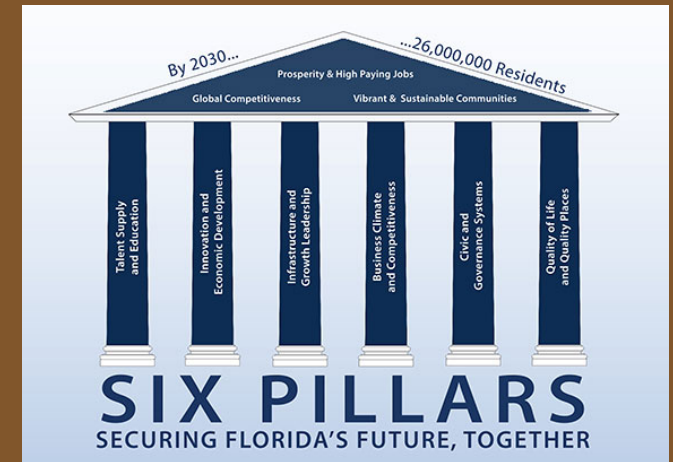 By 2030...
...26,000,000 Residents
Prosperity & High Paying Jobs
Global Competitiveness
Vibrant & Sustainable Communities
Talent Supply
and Education
Innovation and
Economic Development
Infrastructure and
Growth Leadership
Business Climate
and Competitiveness
Civic and
Governance Systems
Quality of Life
and Quality Places
SIX PILLARS
SECURING FLORIDA'S FUTURE, TOGETHER